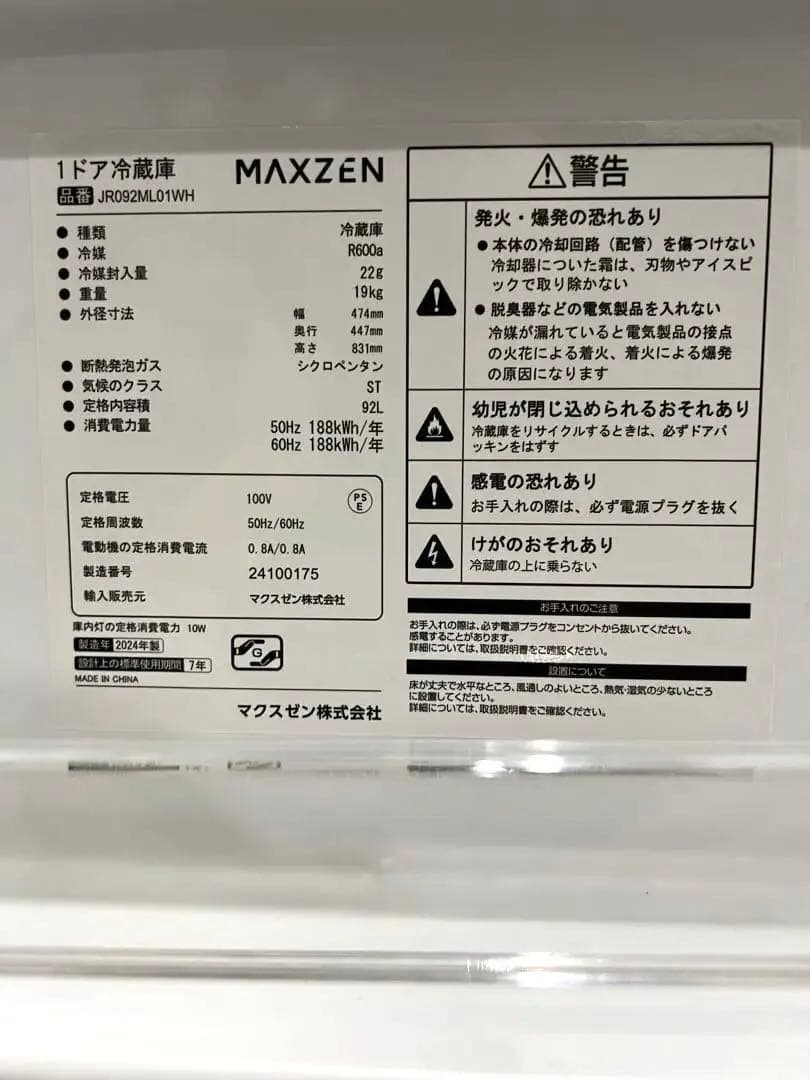 1ドア冷蔵庫 MAXZEN
品番 JR092ML01WH
● 種類 冷蔵庫
● 冷媒 R600a
● 冷媒封入量 22g
● 重量 19kg
● 外径寸法 幅 474mm
奥行 447mm
高さ 831mm
● 断熱発泡ガス シクロペンタン
● 気候のクラス ST
● 定格内容積 92L
● 消費電力量 50Hz 188kWh/年
60Hz 188kWh/年
定格電圧 100V
PS
E
定格周波数 50Hz/60Hz
電動機の定格消費電流 0.8A/0.8A
製造番号 24100175
輸入販売元 マクスゼン株式会社
庫内灯の定格消費電力 10W
製造年 2024年製
設計上の標準使用期間 7年
G
MADE IN CHINA
マクスゼン株式会社
警告
発火・爆発の恐れあり
● 本体の冷却回路（配管）を傷つけない
冷却器についた霜は、刃物やアイスピ
ックで取り除かない
● 脱臭器などの電気製品を入れない
冷媒が漏れていると電気製品の接点
の火花による着火、着火による爆発
の原因になります
幼児が閉じ込められるおそれあり
冷蔵庫をリサイクルするときは、必ずドアパ
ッキンをはずす
感電の恐れあり
お手入れの際は、必ず電源プラグを抜く
けがのおそれあり
冷蔵庫の上に乗らない
お手入れのご注意
お手入れの際は、必ず電源プラグをコンセントから抜いてください。
感電することがあります。
詳細については、取扱説明書をご確認ください。
設置について
床が丈夫で水平なところ、風通しのよいところ、熱気・湿気の少ないところ
に設置してください。
詳細については、取扱説明書をご確認ください。